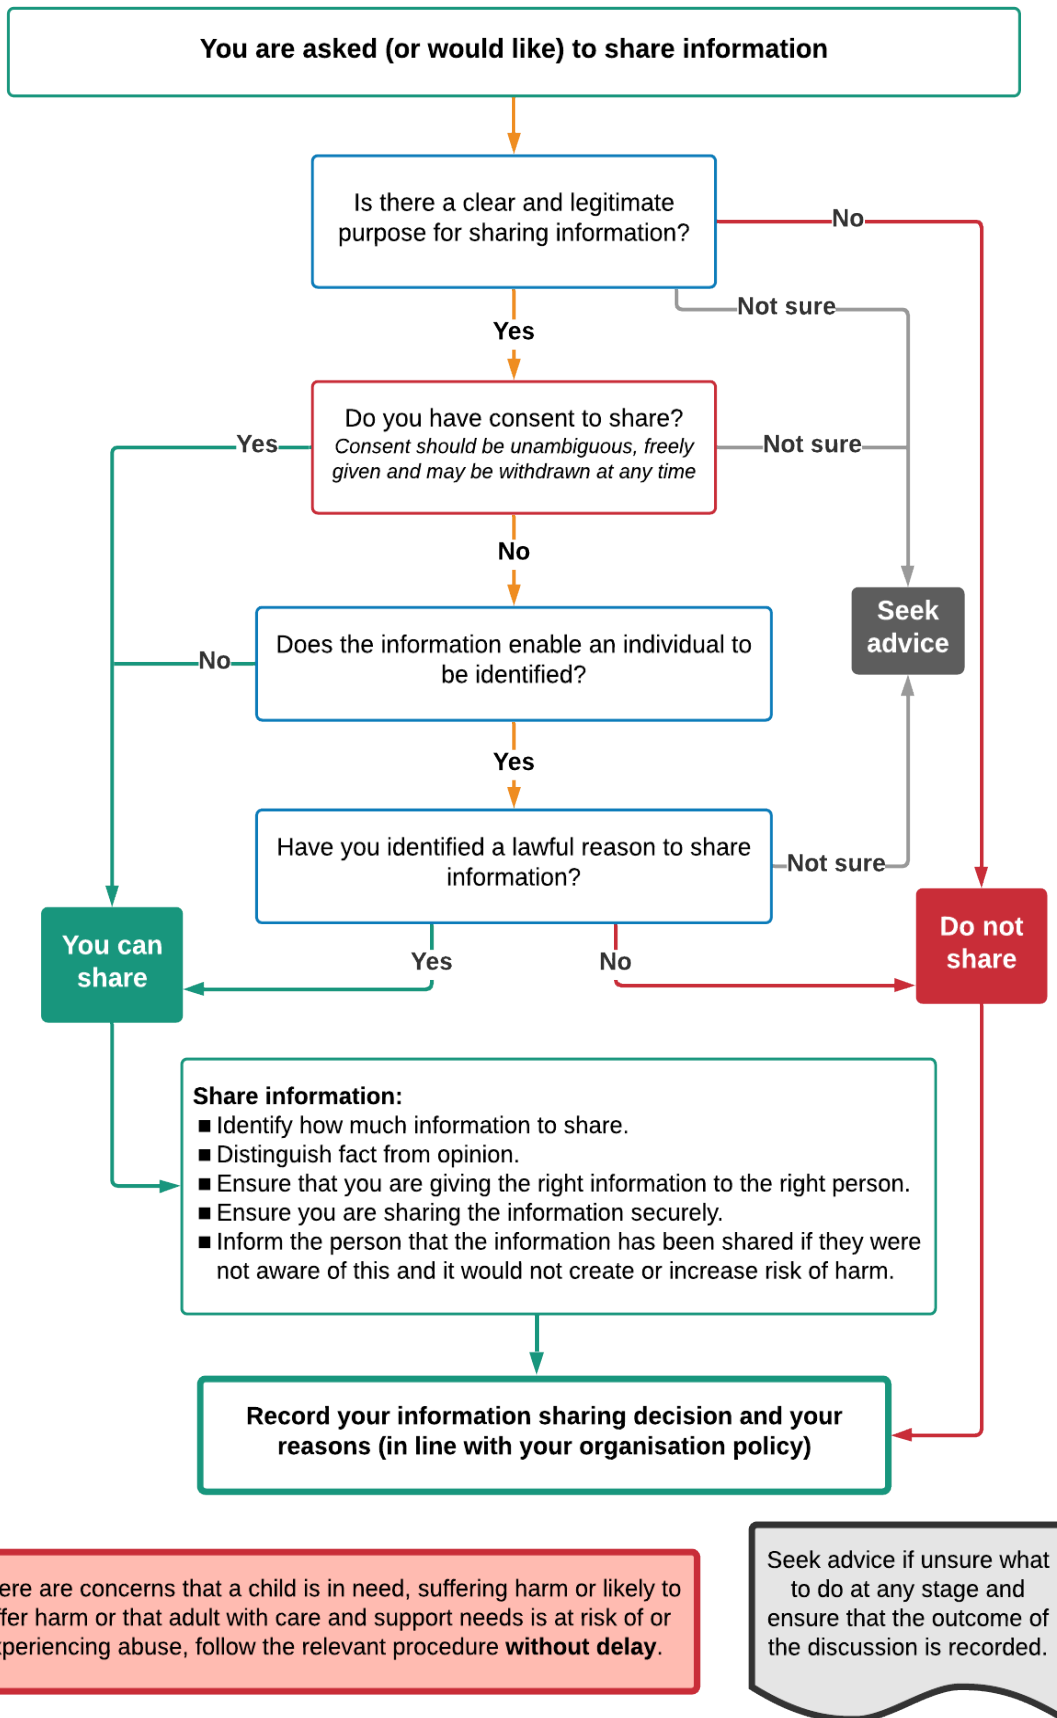 You are asked (or would like) to share information
Is there a clear and legitimate
purpose for sharing information?
No
Not sure
Yes
Do you have consent to share?
Consent should be unambiguous, freely
given and may be withdrawn at any time
Yes
Not sure
No
Seek
advice
Does the information enable an individual to
be identified?
No
Yes
Have you identified a lawful reason to share
information?
Not sure
You can
share
Yes
No
Do not
share
Share information:
■ Identify how much information to share.
■ Distinguish fact from opinion.
■ Ensure that you are giving the right information to the right person.
■ Ensure you are sharing the information securely.
■ Inform the person that the information has been shared if they were
not aware of this and it would not create or increase risk of harm.
Record your information sharing decision and your
reasons (in line with your organisation policy)
are concerns that a child is in need, suffering harm or likely to
harm or that adult with care and support needs is at risk of or
abuse, follow the relevant procedure without delay.
Seek advice if unsure what
to do at any stage and
ensure that the outcome of
the discussion is recorded.